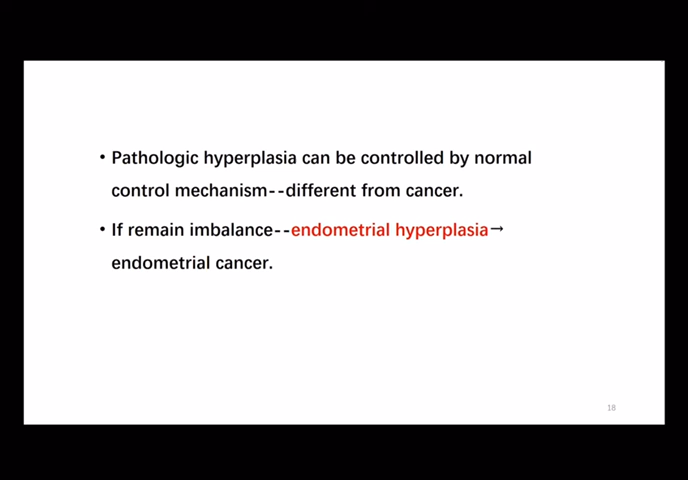 • Pathologic hyperplasia can be controlled by normal
control mechanism--different from cancer.
• If remain imbalance--endometrial hyperplasia→
endometrial cancer.
18